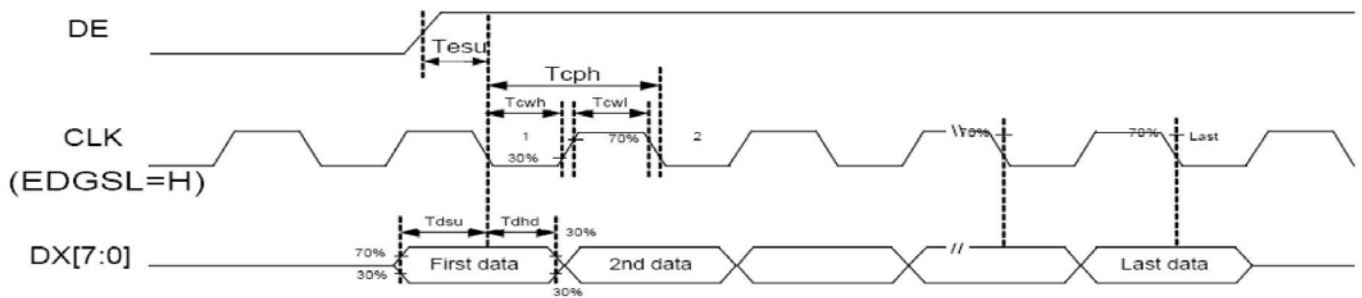 DE
Tesu
Tcph
Tcwh
Tcwl
CLK
1
70%
2
70%
70%
Last
30%
(EDGSL=H)
Tdsu
Tdhd
30%
DX[7:0]
70%
First data
2nd data
//
Last data
30%
30%